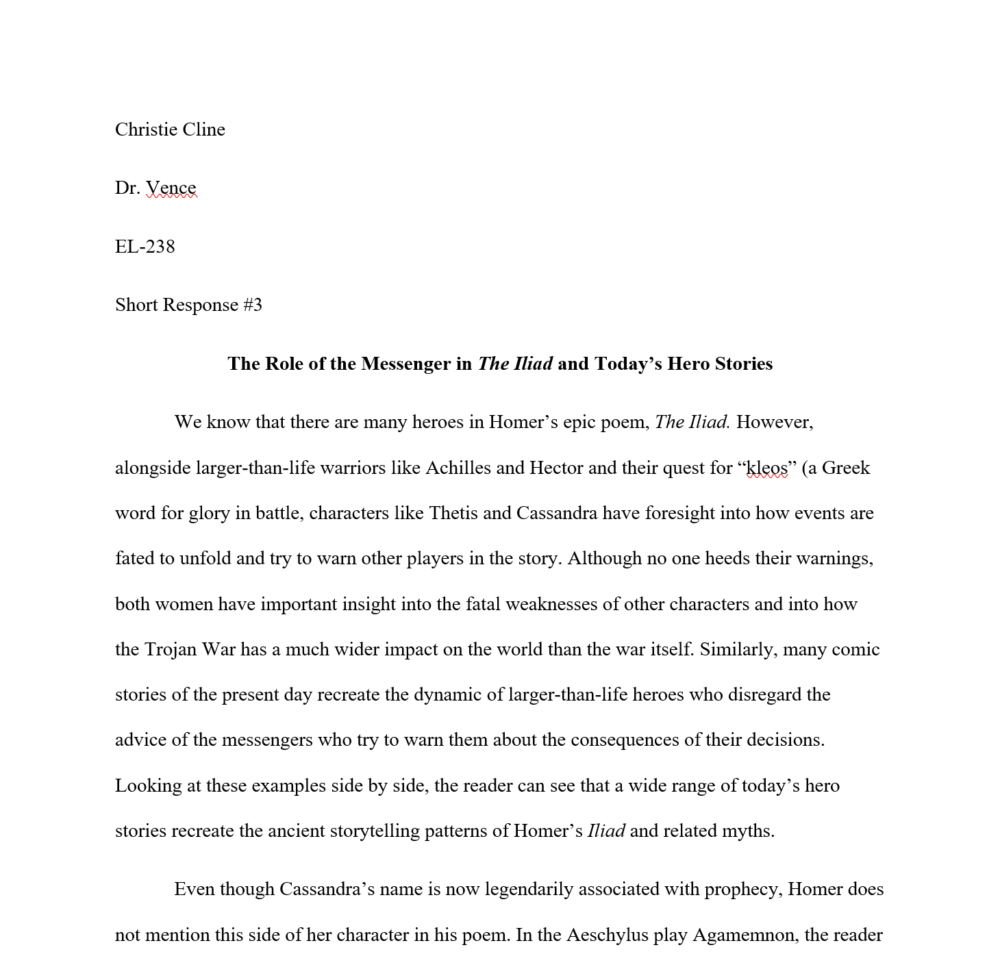 Christie Cline
Dr. Vence
EL-238
Short Response #3
The Role of the Messenger in The Iliad and Today’s Hero Stories
We know that there are many heroes in Homer’s epic poem, The Iliad. However,
alongside larger-than-life warriors like Achilles and Hector and their quest for “kleos” (a Greek
word for glory in battle, characters like Thetis and Cassandra have foresight into how events are
fated to unfold and try to warn other players in the story. Although no one heeds their warnings,
both women have important insight into the fatal weaknesses of other characters and into how
the Trojan War has a much wider impact on the world than the war itself. Similarly, many comic
stories of the present day recreate the dynamic of larger-than-life heroes who disregard the
advice of the messengers who try to warn them about the consequences of their decisions.
Looking at these examples side by side, the reader can see that a wide range of today’s hero
stories recreate the ancient storytelling patterns of Homer’s Iliad and related myths.
Even though Cassandra’s name is now legendarily associated with prophecy, Homer does
not mention this side of her character in his poem. In the Aeschylus play Agamemnon, the reader